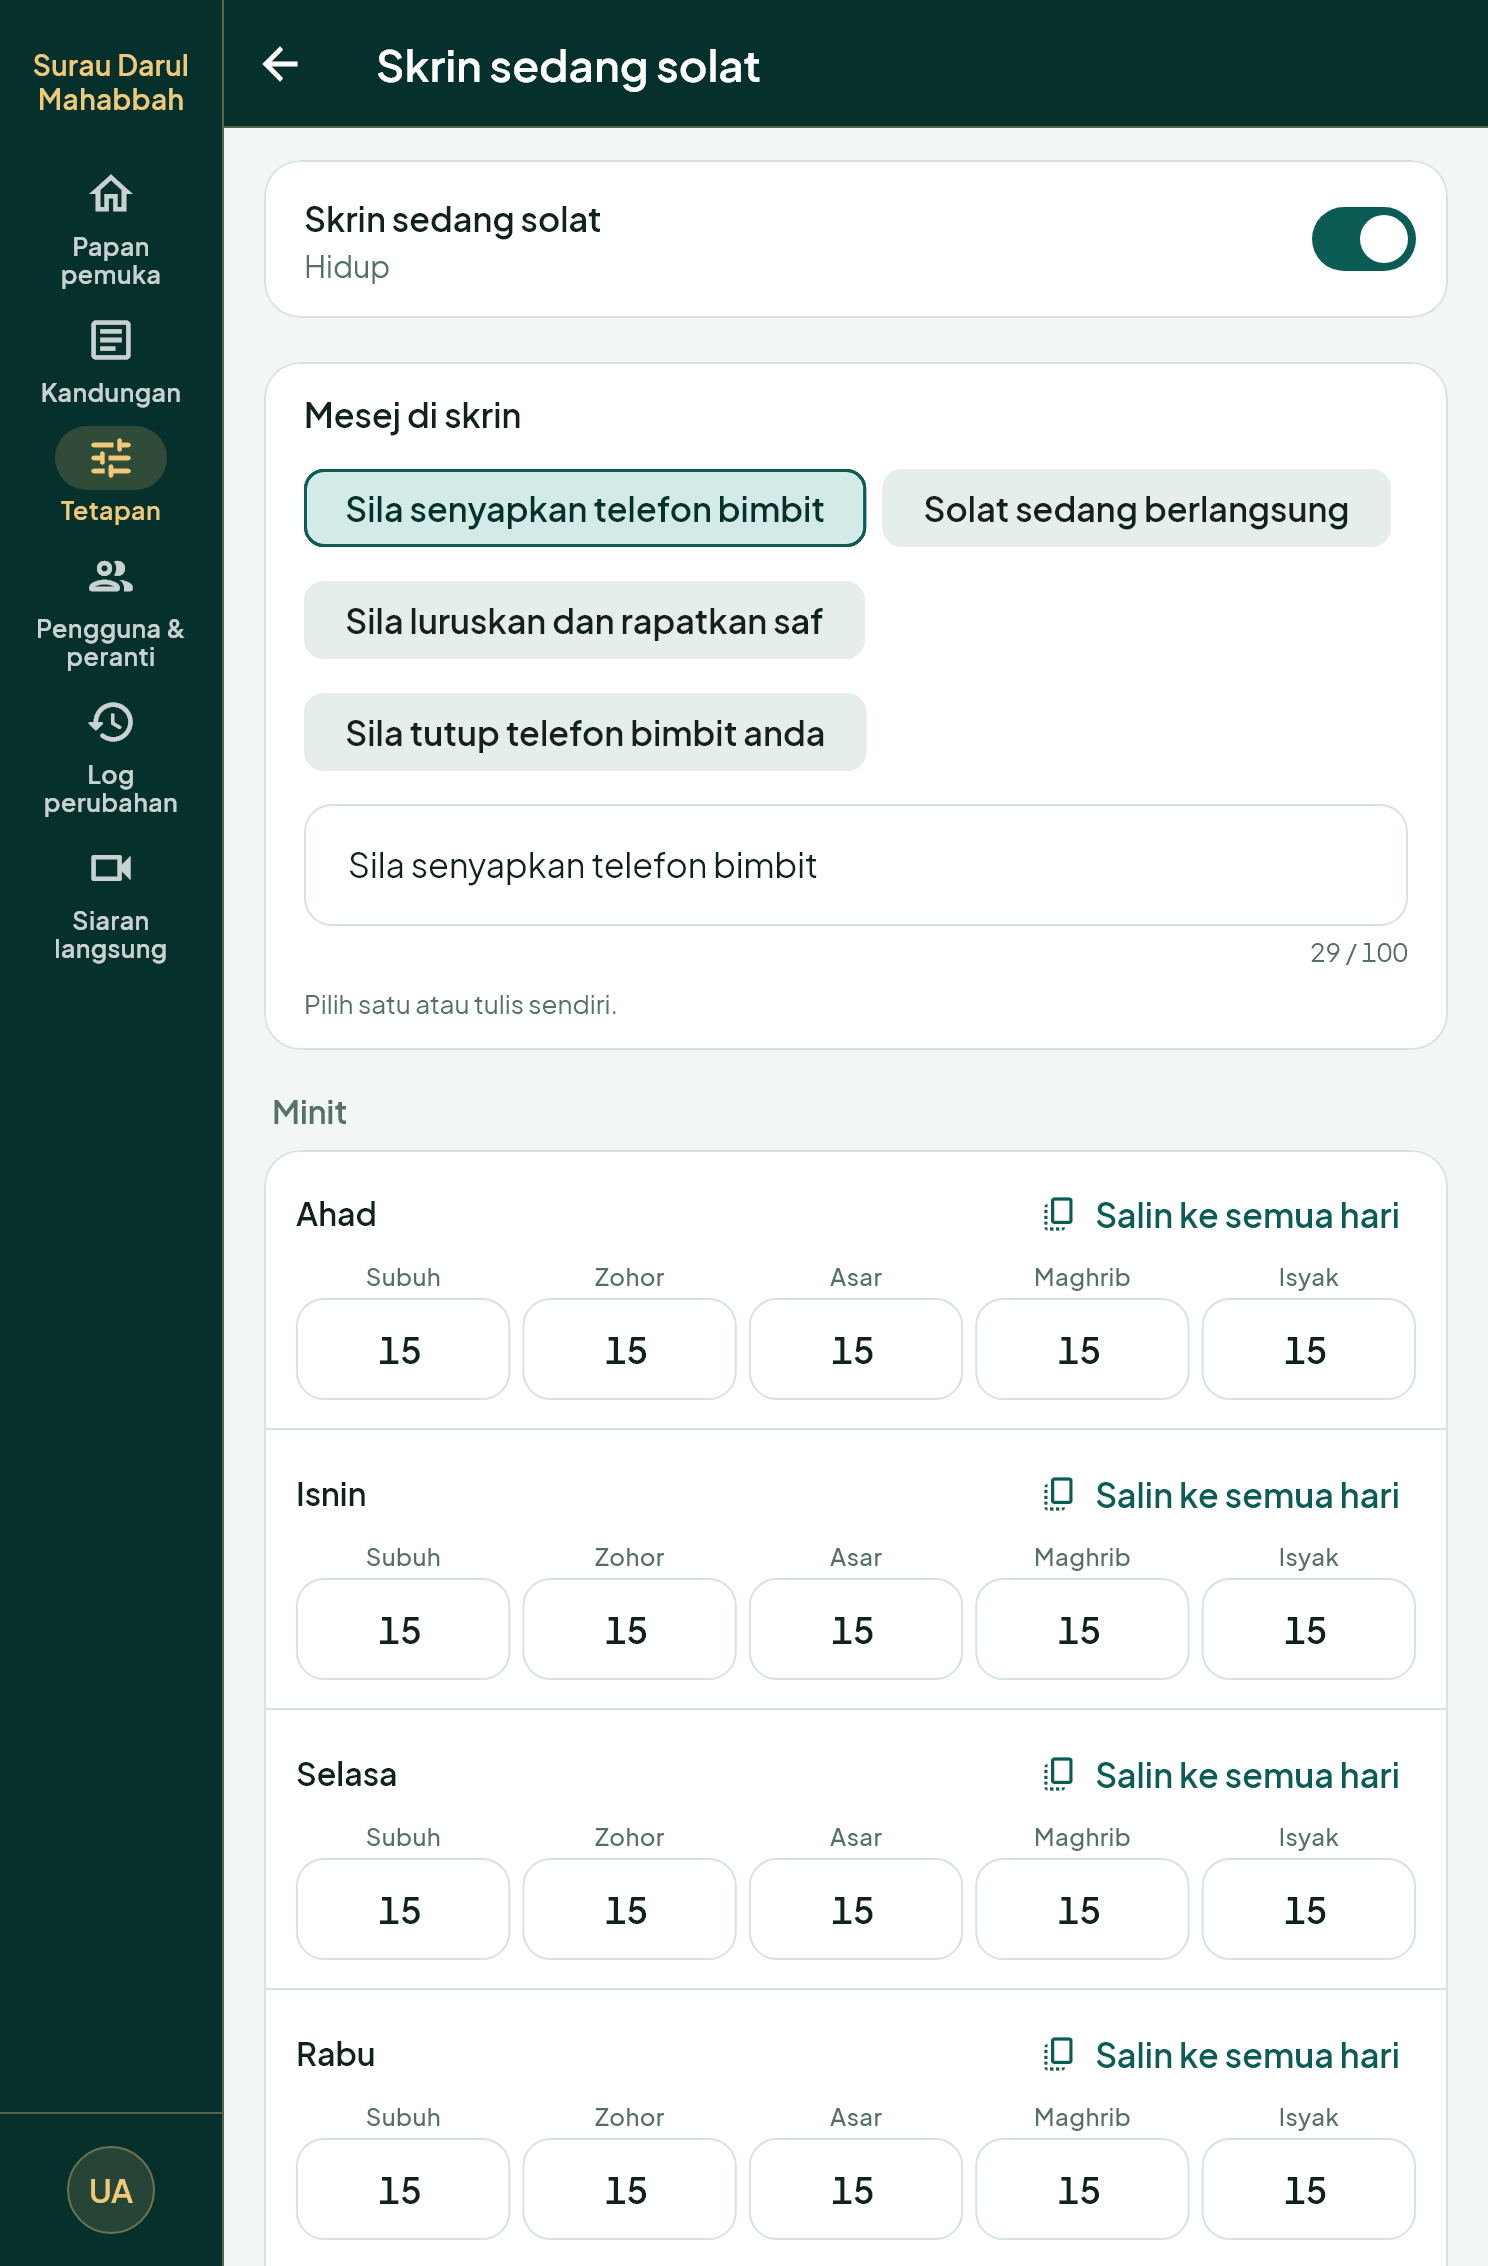 Surau Darul
Mahabbah
Papan
pemuka
Kandungan
Tetapan
Pengguna &
peranti
Log
perubahan
Siaran
langsung
UA
Skrin sedang solat
Skrin sedang solat
Hidup
Mesej di skrin
Sila senyapkan telefon bimbit
Solat sedang berlangsung
Sila luruskan dan rapatkan saf
Sila tutup telefon bimbit anda
Sila senyapkan telefon bimbit
29 / 100
Pilih satu atau tulis sendiri.
Minit
Ahad
Salin ke semua hari
Subuh Zohor Asar Maghrib Isyak
15 15 15 15 15
Isnin
Salin ke semua hari
Subuh Zohor Asar Maghrib Isyak
15 15 15 15 15
Selasa
Salin ke semua hari
Subuh Zohor Asar Maghrib Isyak
15 15 15 15 15
Rabu
Salin ke semua hari
Subuh Zohor Asar Maghrib Isyak
15 15 15 15 15